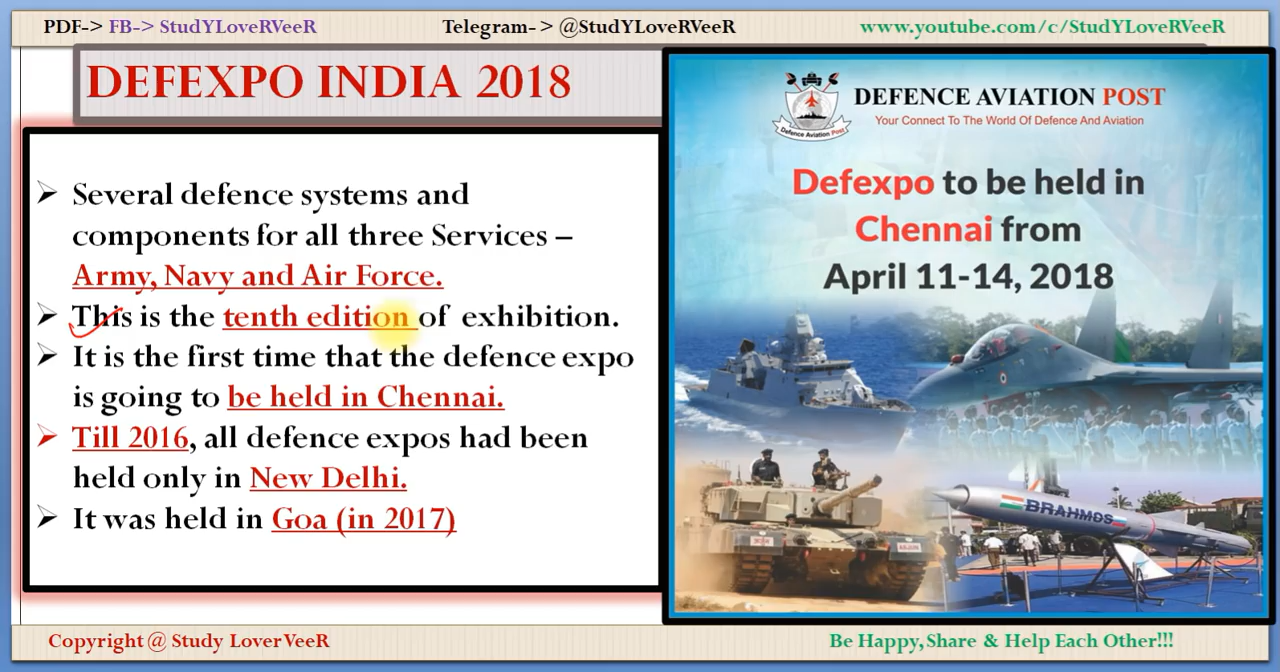 PDF-> FB-> StudYLoveRVeeR
Telegram- > @StudYLoveRVeeR
www.youtube.com/c/StudYLoveRVeeR
DEFEXPO INDIA 2018
Several defence systems and
components for all three Services –
Army, Navy and Air Force.
This is the tenth edition of exhibition.
It is the first time that the defence expo
is going to be held in Chennai.
Till 2016, all defence expos had been
held only in New Delhi.
It was held in Goa (in 2017)
Defence Aviation Post
DEFENCE AVIATION POST
Your Connect To The World Of Defence And Aviation
Defexpo to be held in
Chennai from
April 11-14, 2018
BRAHMOS
Copyright @ Study LoverVeeR
Be Happy,Share & Help Each Other!!!